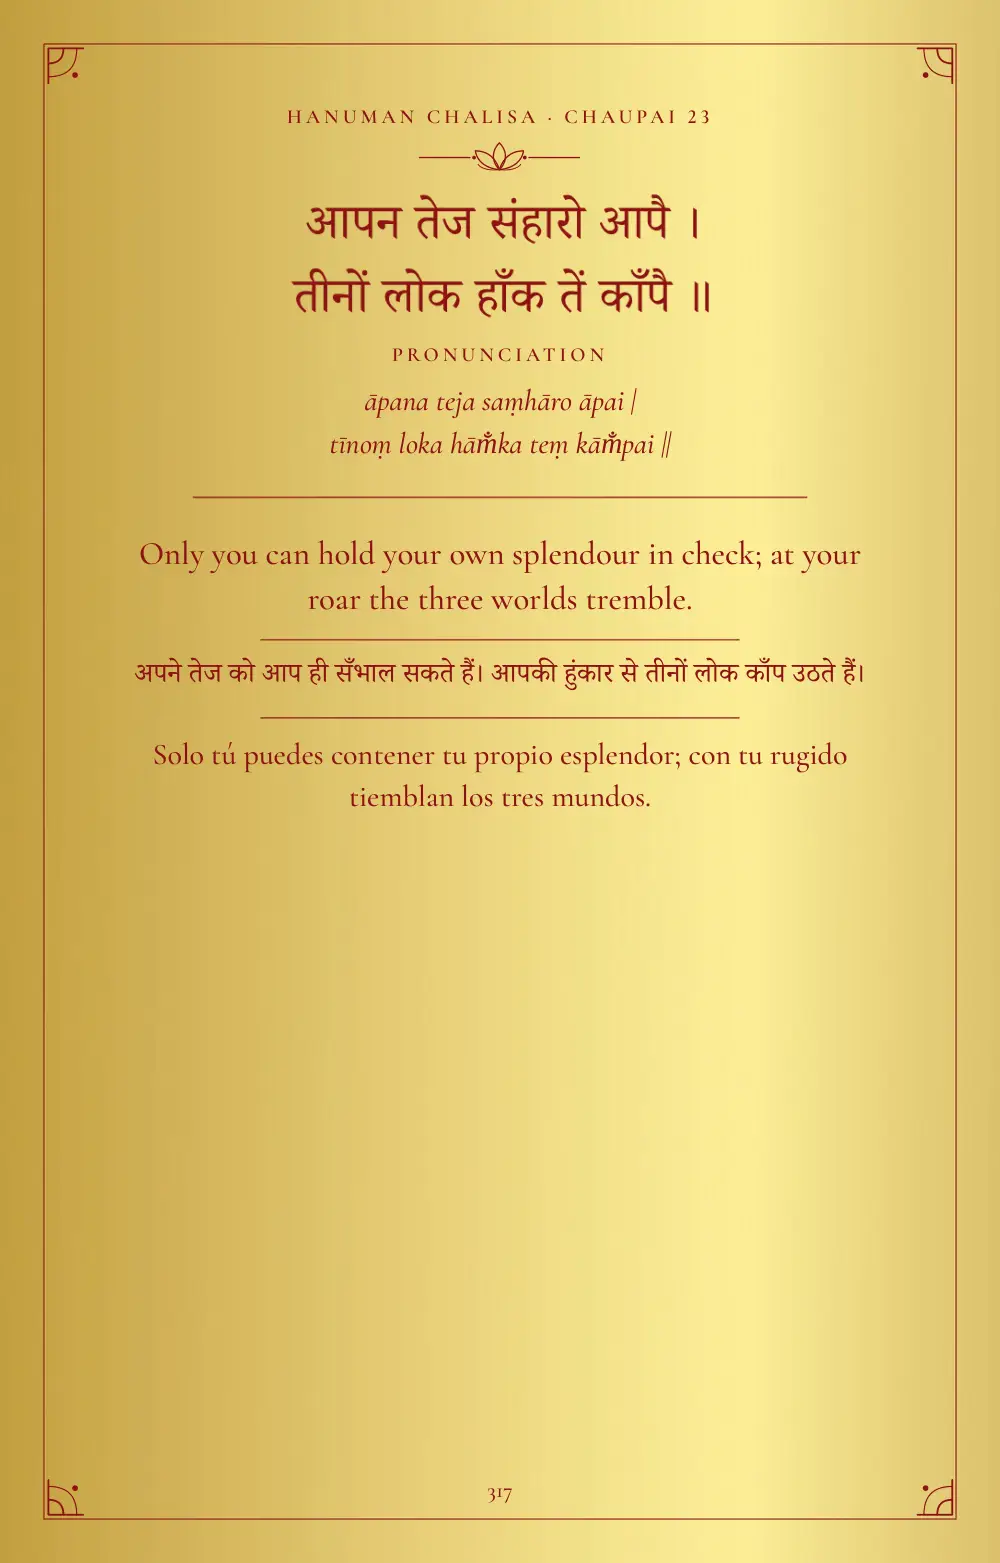 HANUMAN CHALISA · CHAUPAI 23
आपन तेज संहारो आपै ।
तीनों लोक हाँक तें काँपै ॥
PRONUNCIATION
āpana teja saṃhāro āpai |
tīnoṃ loka hām̐ka teṃ kām̐pai ||
Only you can hold your own splendour in check; at your
roar the three worlds tremble.
अपने तेज को आप ही सँभाल सकते हैं। आपकी हुंकार से तीनों लोक काँप उठते हैं।
Solo tú puedes contener tu propio esplendor; con tu rugido
tiemblan los tres mundos.
317